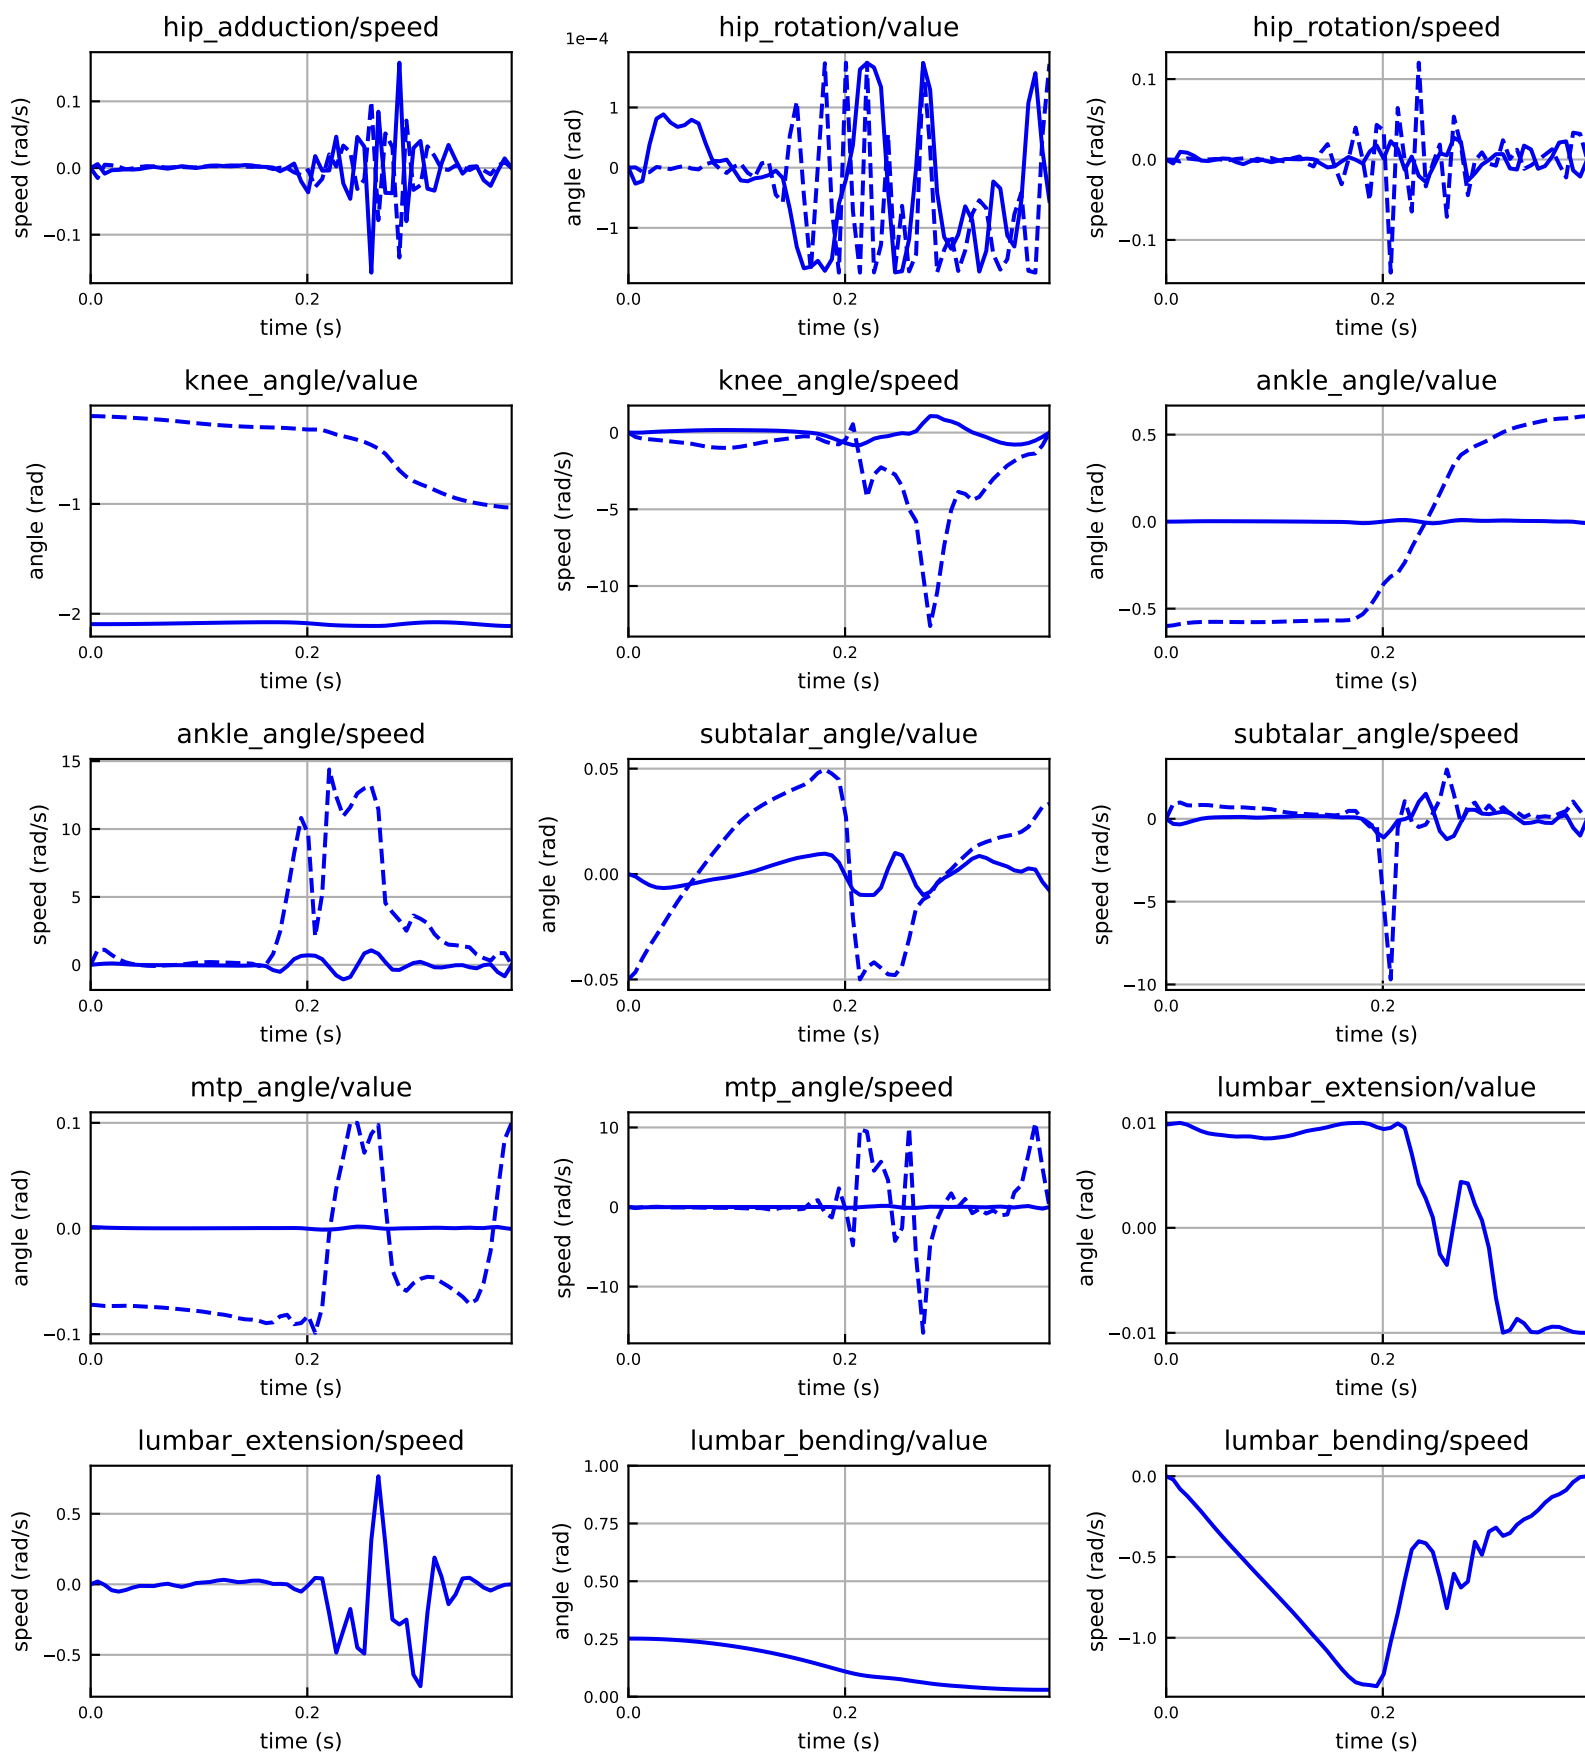 hip_adduction/speed
speed (rad/s)
0.1
0.0
−0.1
0.0
0.2
time (s)
hip_rotation/value
1e−4
angle (rad)
1
0
−1
0.0
0.2
time (s)
hip_rotation/speed
speed (rad/s)
0.1
0.0
−0.1
0.0
0.2
time (s)
knee_angle/value
angle (rad)
−1
−2
0.0
0.2
time (s)
knee_angle/speed
speed (rad/s)
0
−5
−10
0.0
0.2
time (s)
ankle_angle/value
angle (rad)
0.5
0.0
−0.5
0.0
0.2
time (s)
ankle_angle/speed
speed (rad/s)
15
10
5
0
0.0
0.2
time (s)
subtalar_angle/value
angle (rad)
0.05
0.00
−0.05
0.0
0.2
time (s)
subtalar_angle/speed
speed (rad/s)
0
−5
−10
0.0
0.2
time (s)
mtp_angle/value
angle (rad)
0.1
0.0
−0.1
0.0
0.2
time (s)
mtp_angle/speed
speed (rad/s)
10
0
−10
0.0
0.2
time (s)
lumbar_extension/value
angle (rad)
0.01
0.00
−0.01
0.0
0.2
time (s)
lumbar_extension/speed
speed (rad/s)
0.5
0.0
−0.5
0.0
0.2
time (s)
lumbar_bending/value
angle (rad)
1.00
0.75
0.50
0.25
0.00
0.0
0.2
time (s)
lumbar_bending/speed
speed (rad/s)
0.0
−0.5
−1.0
0.0
0.2
time (s)